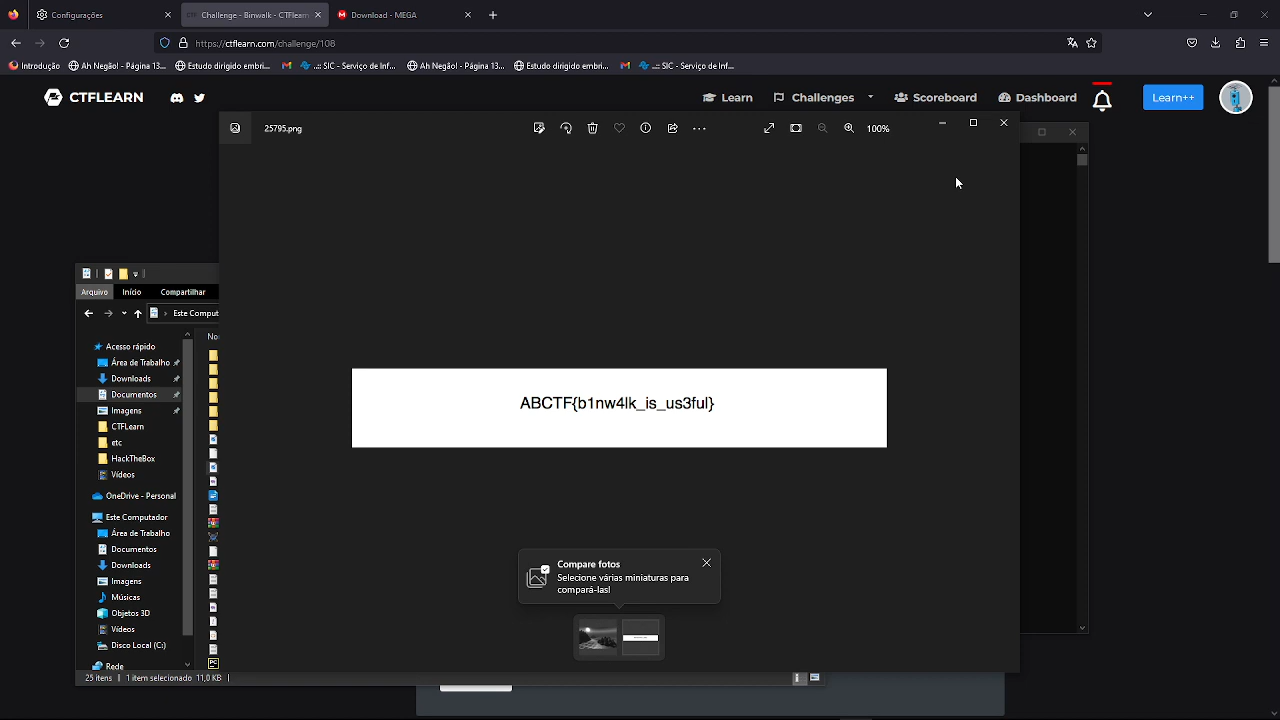 Configurações
Challenge - Binwalk - CTFlearn
Download - MEGA
https://ctflearn.com/challenge/108
Introdução
Ah Negão! - Página 13...
Estudo dirigido embri...
..:: SIC - Serviço de Inf...
Ah Negão! - Página 13...
Estudo dirigido embri...
..:: SIC - Serviço de Inf...
CTFLEARN
Learn
Challenges
Scoreboard
Dashboard
Learn++
25795.png
100%
Arquivo
Início
Compartilhar
Este Comput
No
Acesso rápido
Área de Trabalho
Downloads
Documentos
Imagens
CTFLearn
etc
HackTheBox
Vídeos
OneDrive - Personal
Este Computador
Área de Trabalho
Documentos
Downloads
Imagens
Músicas
Objetos 3D
Vídeos
Disco Local (C:)
Rede
25 itens
1 item selecionado 11,0 KB
ABCTF{b1nw4lk_is_us3ful}
Compare fotos
Selecione várias miniaturas para
compará-las!